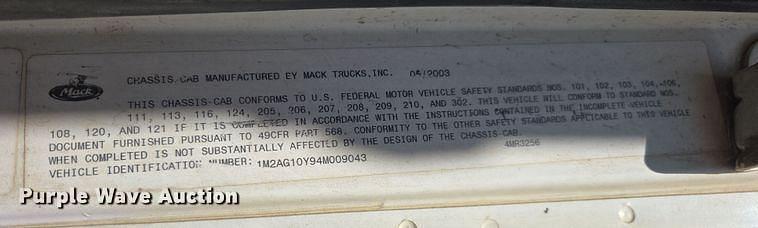 Mack
CHASSIS-CAB MANUFACTURED BY MACK TRUCKS, INC. 05/2003
THIS CHASSIS-CAB CONFORMS TO U.S. FEDERAL MOTOR VEHICLE SAFETY STANDARDS NOS. 101, 102, 103, 104, 106,
111, 113, 116, 124, 205, 206, 207, 208, 209, 210, AND 302. THIS VEHICLE WILL CONFORM TO STANDARD NOS.
108, 120, AND 121 IF IT IS COMPLETED IN ACCORDANCE WITH THE INSTRUCTIONS CONTAINED IN THE INCOMPLETE VEHICLE
DOCUMENT FURNISHED PURSUANT TO 49CFR PART 568. CONFORMITY TO THE OTHER SAFETY STANDARDS APPLICABLE TO THIS VEHICLE
WHEN COMPLETED IS NOT SUBSTANTIALLY AFFECTED BY THE DESIGN OF THE CHASSIS-CAB.
VEHICLE IDENTIFICATION NUMBER: 1M2AG10Y94M009043
4MR3256
Purple Wave Auction